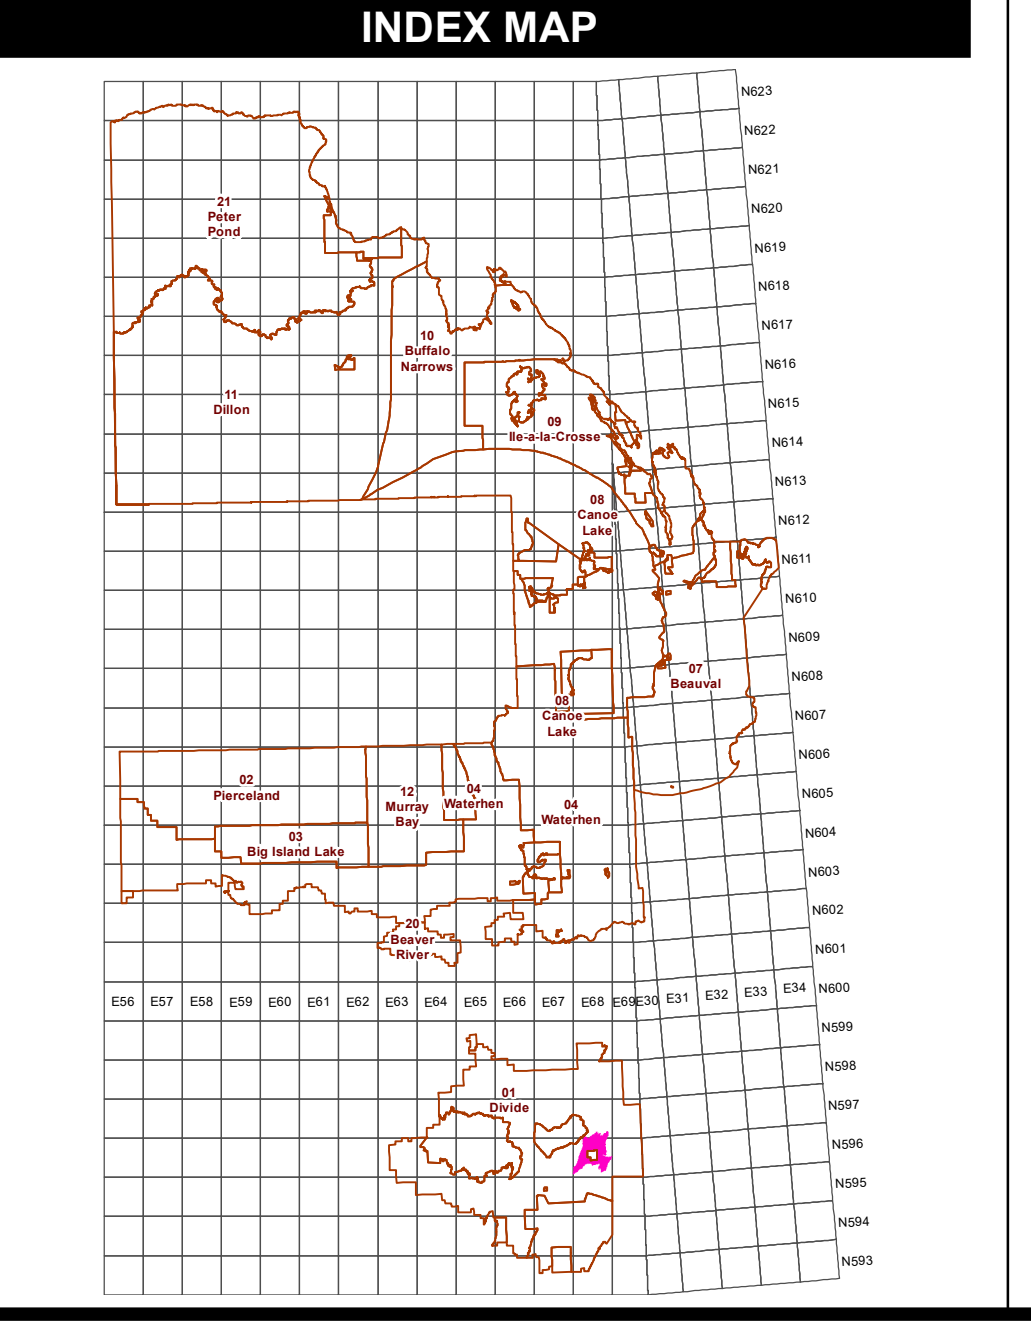 INDEX MAP
N623
N622
N621
21
Peter
Pond
N620
N619
N618
N617
10
Buffalo
Narrows
N616
11
Dillon
N615
09
Ile-a-la-Crosse
N614
N613
08
Canoe
Lake
N612
N611
N610
N609
07
Beauval
N608
08
Canoe
Lake
N607
N606
02
Pierceland
12
Murray
Bay
04
Waterhen
04
Waterhen
N605
03
Big Island Lake
N604
N603
N602
20
Beaver
River
N601
E56 E57 E58 E59 E60 E61 E62 E63 E64 E65 E66 E67 E68 E69 E30 E31 E32 E33 E34 N600
N599
N598
01
Divide
N597
N596
N595
N594
N593